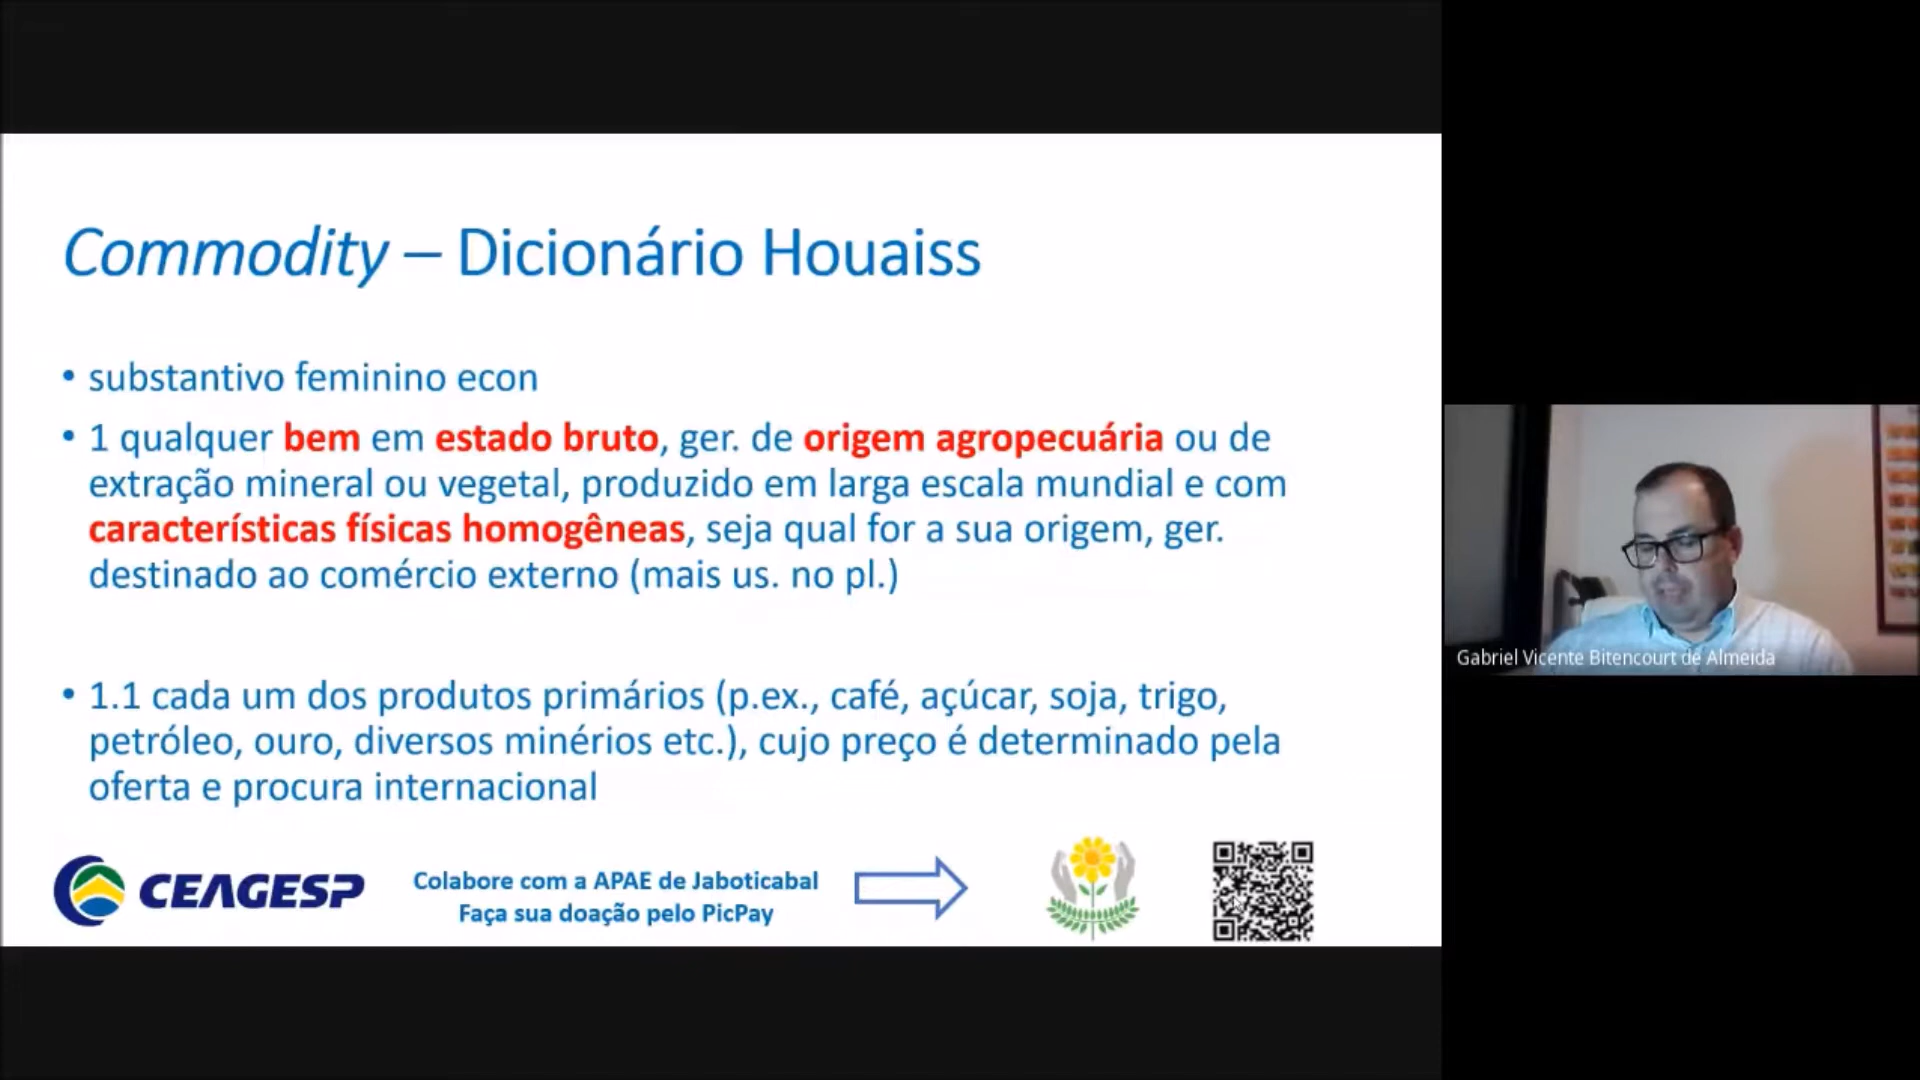 Commodity – Dicionário Houaiss
• substantivo feminino econ
• 1 qualquer bem em estado bruto, ger. de origem agropecuária ou de
extração mineral ou vegetal, produzido em larga escala mundial e com
características físicas homogêneas, seja qual for a sua origem, ger.
destinado ao comércio externo (mais us. no pl.)
• 1.1 cada um dos produtos primários (p.ex., café, açúcar, soja, trigo,
petróleo, ouro, diversos minérios etc.), cujo preço é determinado pela
oferta e procura internacional
CEAGESP
Colabore com a APAE de Jaboticabal
Faça sua doação pelo PicPay
Gabriel Vicente Bitencourt de Almeida